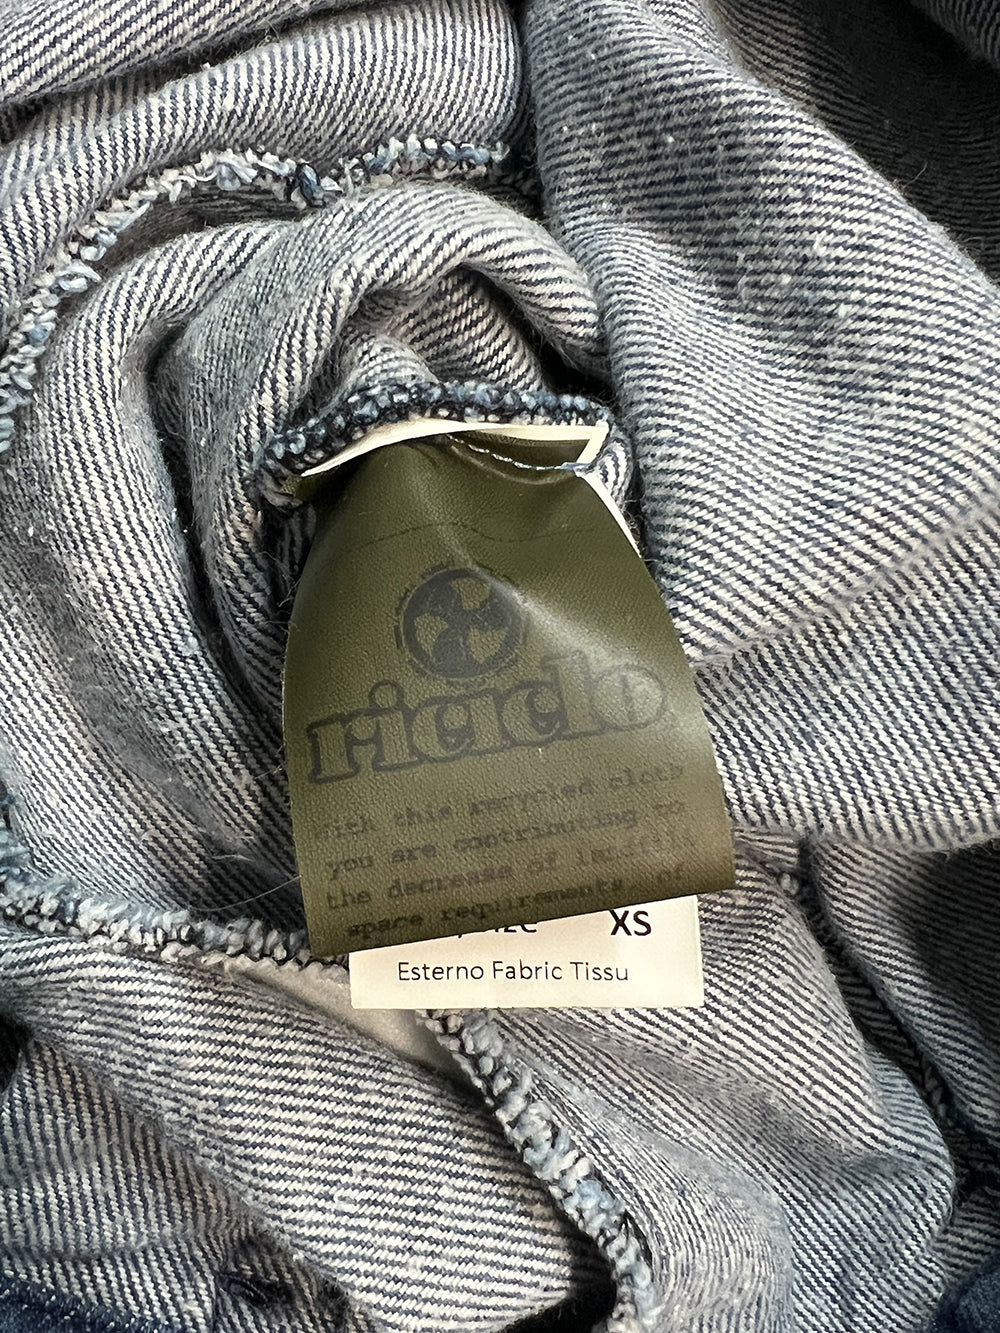 riciclo
with this recycled cloth
you are contributing to
the decrease of landfill
space requirements of
XS
Esterno Fabric Tissu